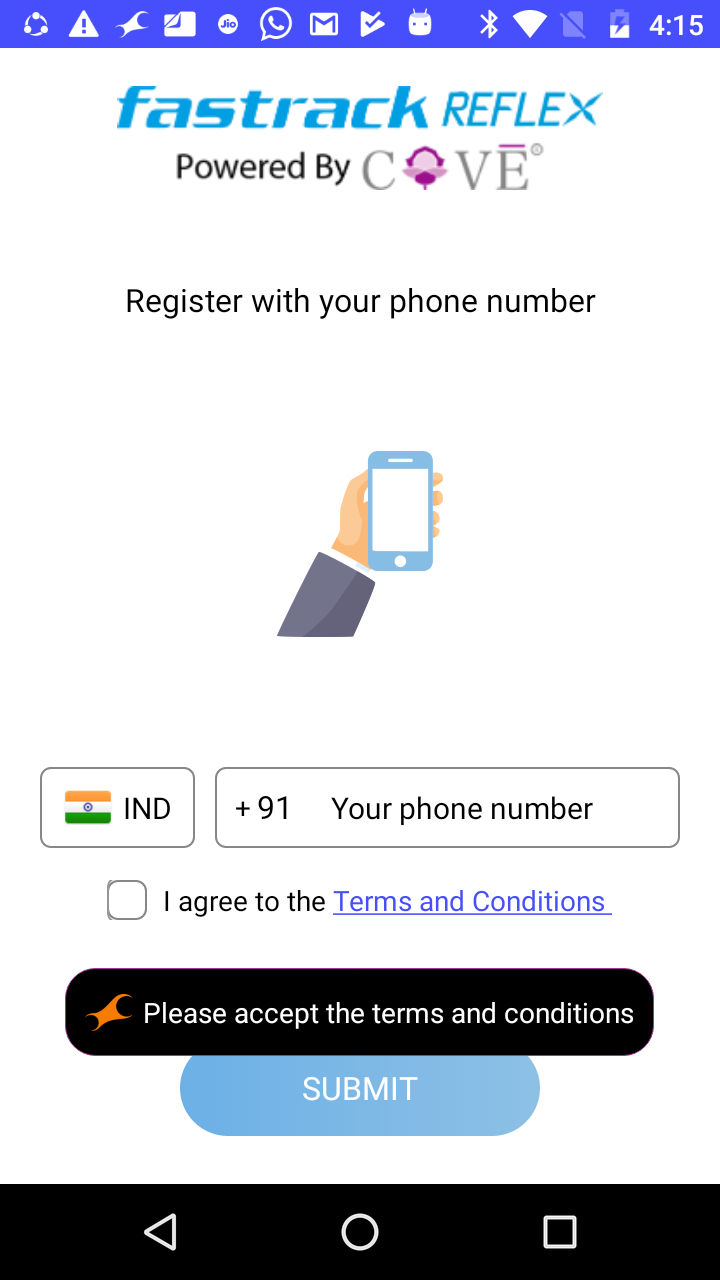 Jio 4:15
fastrack REFLEX
Powered By COVE®
Register with your phone number
IND + 91 Your phone number
I agree to the Terms and Conditions
Please accept the terms and conditions
SUBMIT